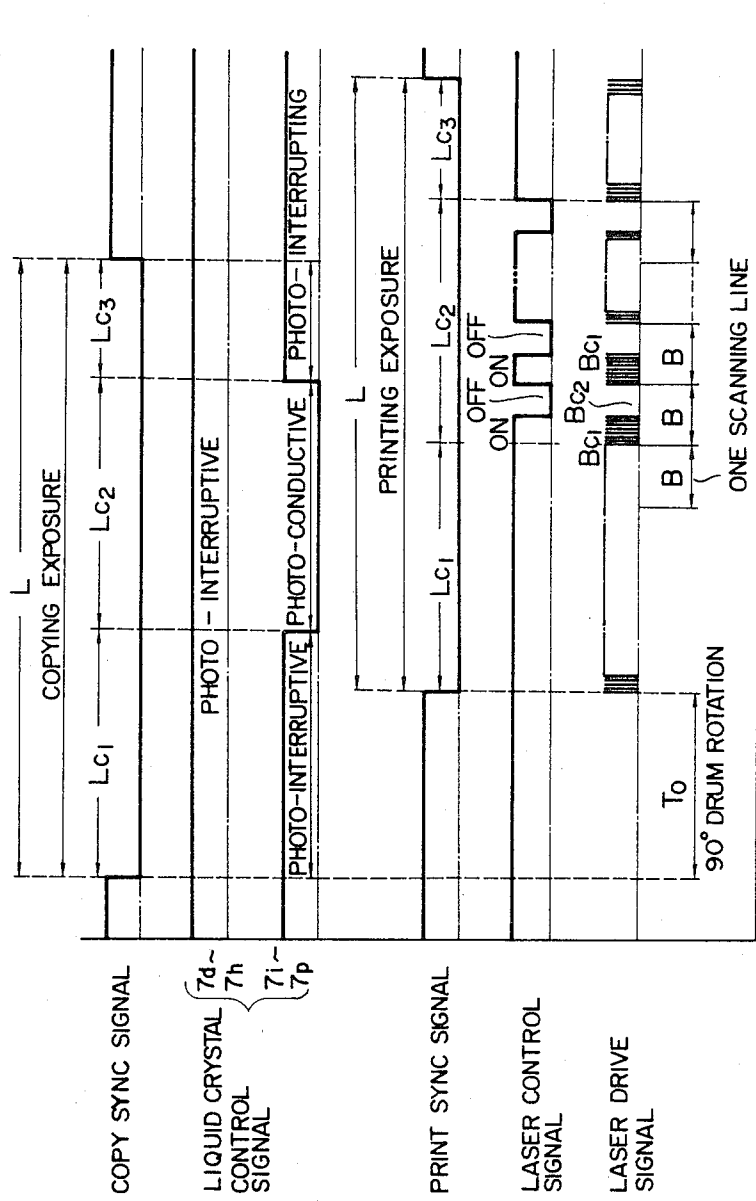 COPY SYNC SIGNAL
L
COPYING EXPOSURE
LC1
LC2
LC3
LIQUID CRYSTAL
CONTROL
SIGNAL
7d~
7h
7i~
7p
PHOTO - INTERRUPTIVE
PHOTO-INTERRUPTIVE
PHOTO-CONDUCTIVE
PHOTO-INTERRUPTING
PRINT SYNC SIGNAL
L
PRINTING EXPOSURE
LC1
LC2
LC3
LASER CONTROL
SIGNAL
ON
OFF
ON
OFF
LASER DRIVE
SIGNAL
BC1
BC2
BC1
T0
90° DRUM ROTATION
B
B
B
ONE SCANNING LINE